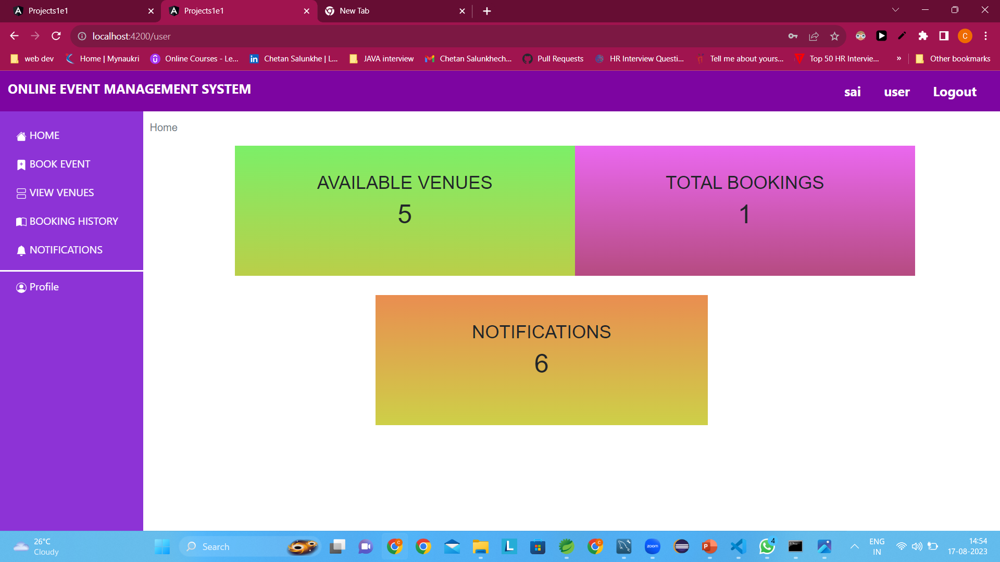 Projects1e1
Projects1e1
New Tab
localhost:4200/user
C
web dev
Home | Mynaukri
Online Courses - Le...
Chetan Salunkhe | L...
JAVA interview
Chetan Salunkhech...
Pull Requests
HR Interview Questi...
Tell me about yours...
Top 50 HR Intervie...
»
Other bookmarks
ONLINE EVENT MANAGEMENT SYSTEM
sai
user
Logout
HOME
BOOK EVENT
VIEW VENUES
BOOKING HISTORY
NOTIFICATIONS
Profile
Home
AVAILABLE VENUES
5
TOTAL BOOKINGS
1
NOTIFICATIONS
6
26°C
Cloudy
Search
zoom
4
ENG
IN
14:54
17-08-2023